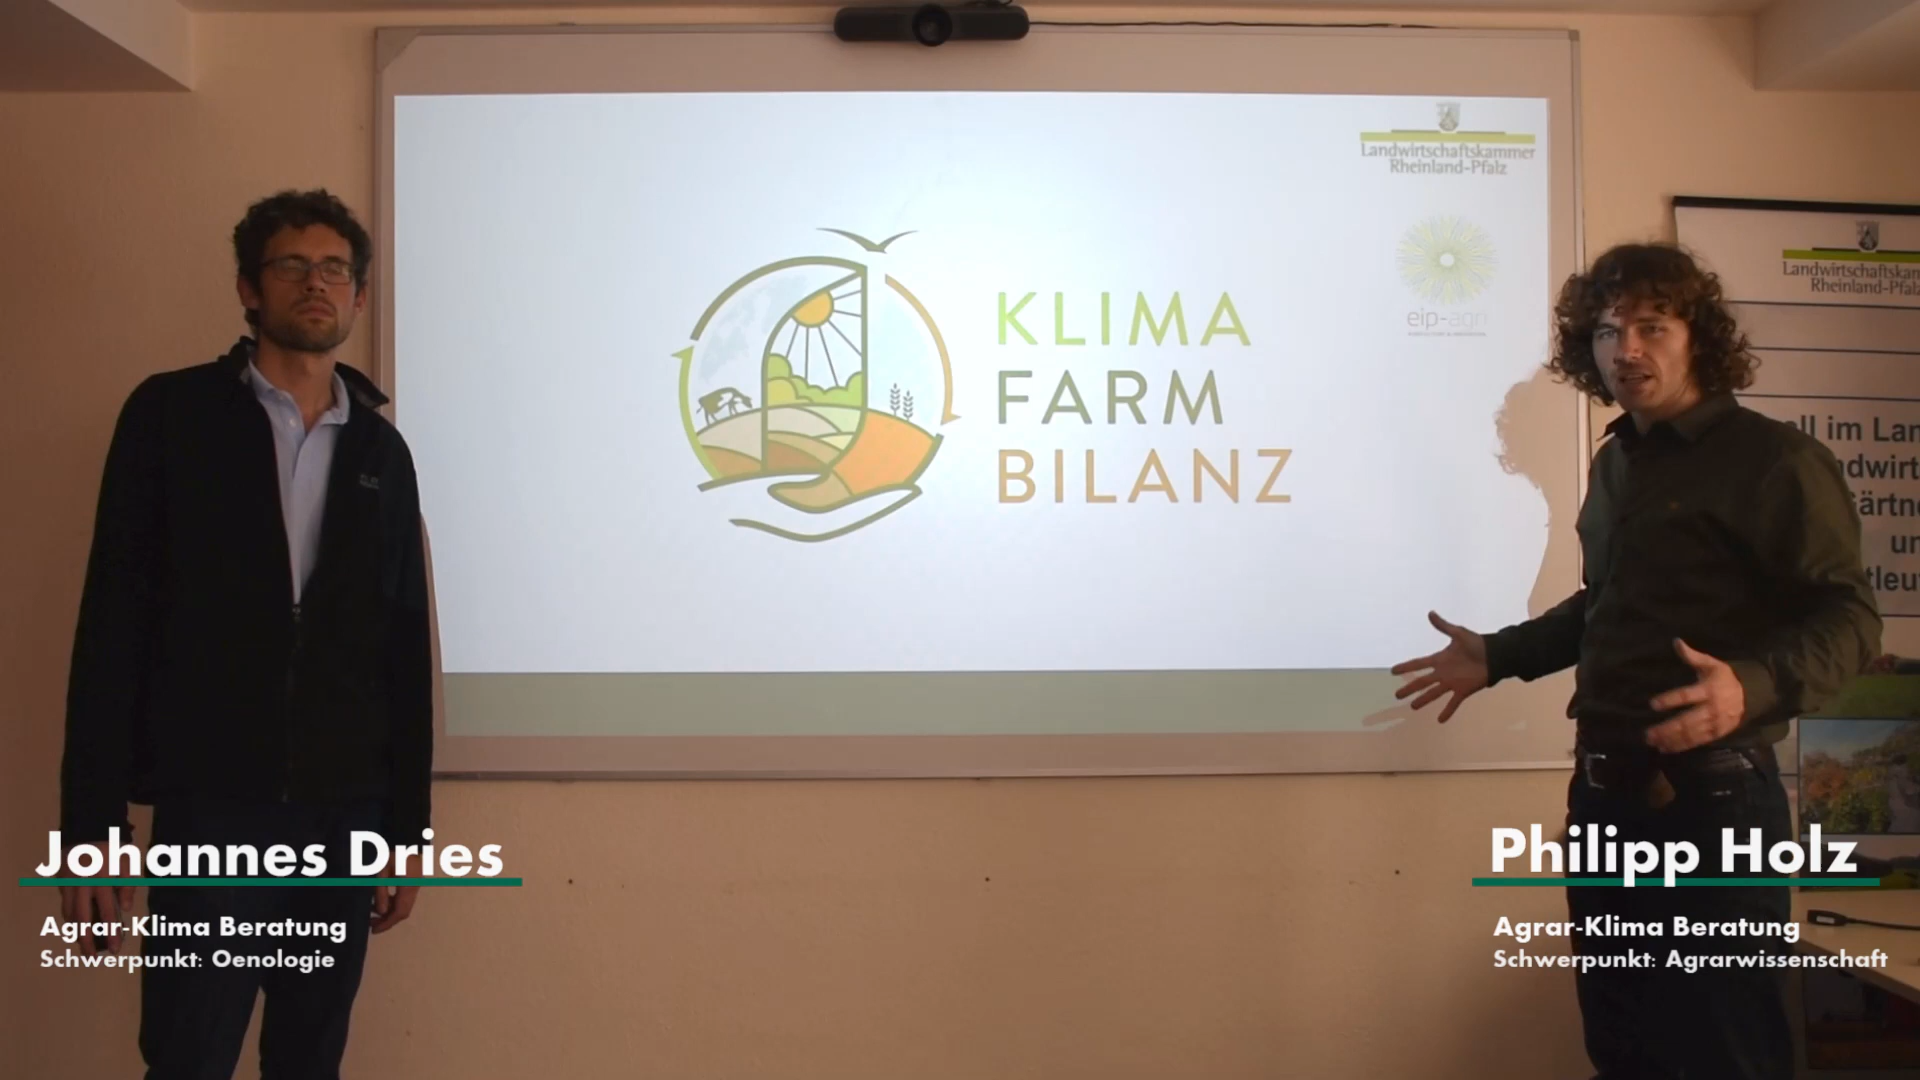 Landwirtschaftskammer
Rheinland-Pfalz
eip-agri
KLIMA
FARM
BILANZ
Rheinland-Pfalz
im
Johannes Dries
Agrar-Klima Beratung
Schwerpunkt: Oenologie
Philipp Holz
Agrar-Klima Beratung
Schwerpunkt: Agrarwissenschaft